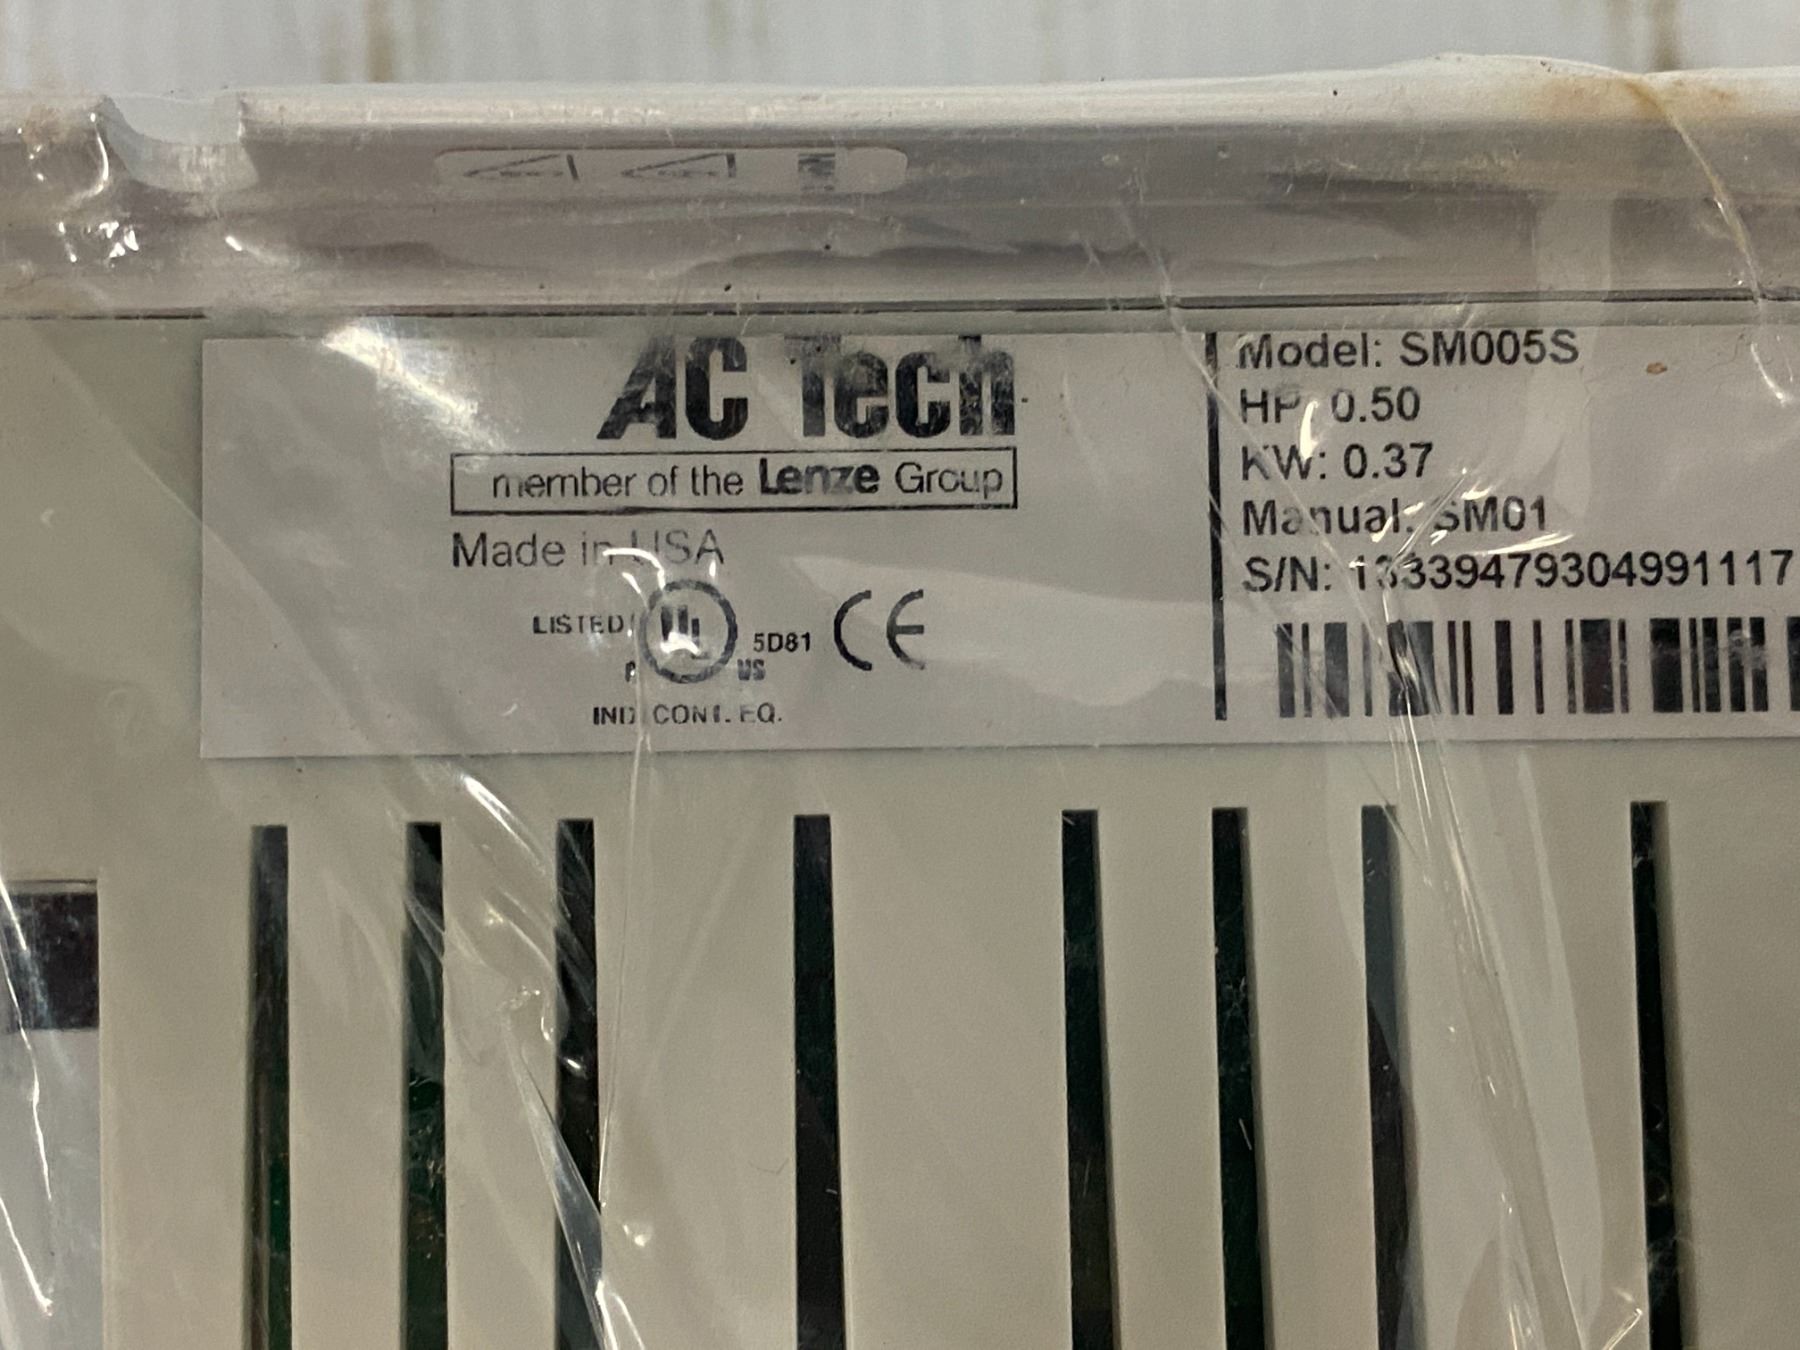 AC Tech
member of the Lenze Group
Made in USA
LISTED UL 5D81 CE
US
IND. CONT. EQ.
Model: SM005S
HP: 0.50
KW: 0.37
Manual: SM01
S/N: 13339479304991117